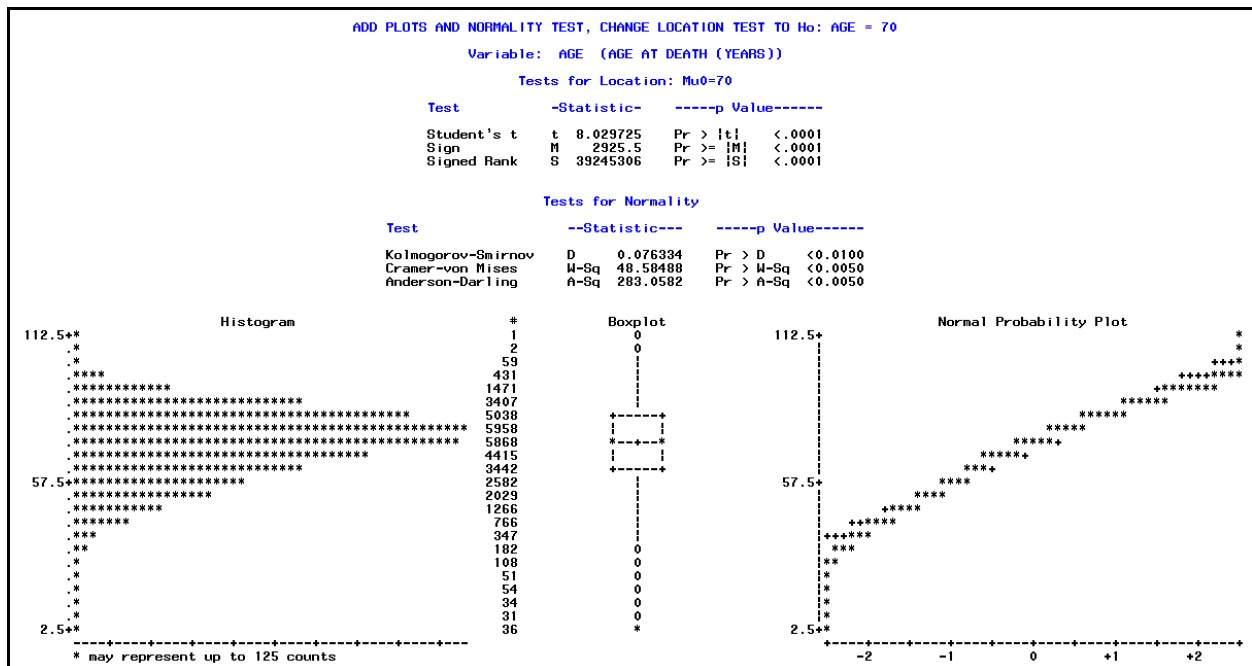 ADD PLOTS AND NORMALITY TEST, CHANGE LOCATION TEST TO Ho: AGE = 70
Variable: AGE (AGE AT DEATH (YEARS))
Tests for Location: Mu0=70
Test -Statistic- -----p Value------
Student's t t 8.029725 Pr > |t| <.0001
Sign M 2925.5 Pr >= |M| <.0001
Signed Rank S 39245306 Pr >= |S| <.0001
Tests for Normality
Test --Statistic--- -----p Value------
Kolmogorov-Smirnov D 0.076334 Pr > D <0.0100
Cramer-von Mises W-Sq 48.58488 Pr > W-Sq <0.0050
Anderson-Darling A-Sq 283.0582 Pr > A-Sq <0.0050
Histogram # Boxplot Normal Probability Plot
112.5+* 1 0 112.5+ *
2 0
59
431
1471
3407
5038
5958
5868
4415
3442
57.5+ 2582 57.5+
2029
1266
766
347
182 0
108 0
51 0
54 0
34 0
31 0
2.5+* 36 * 2.5+*
* may represent up to 125 counts -2 -1 0 +1 +2